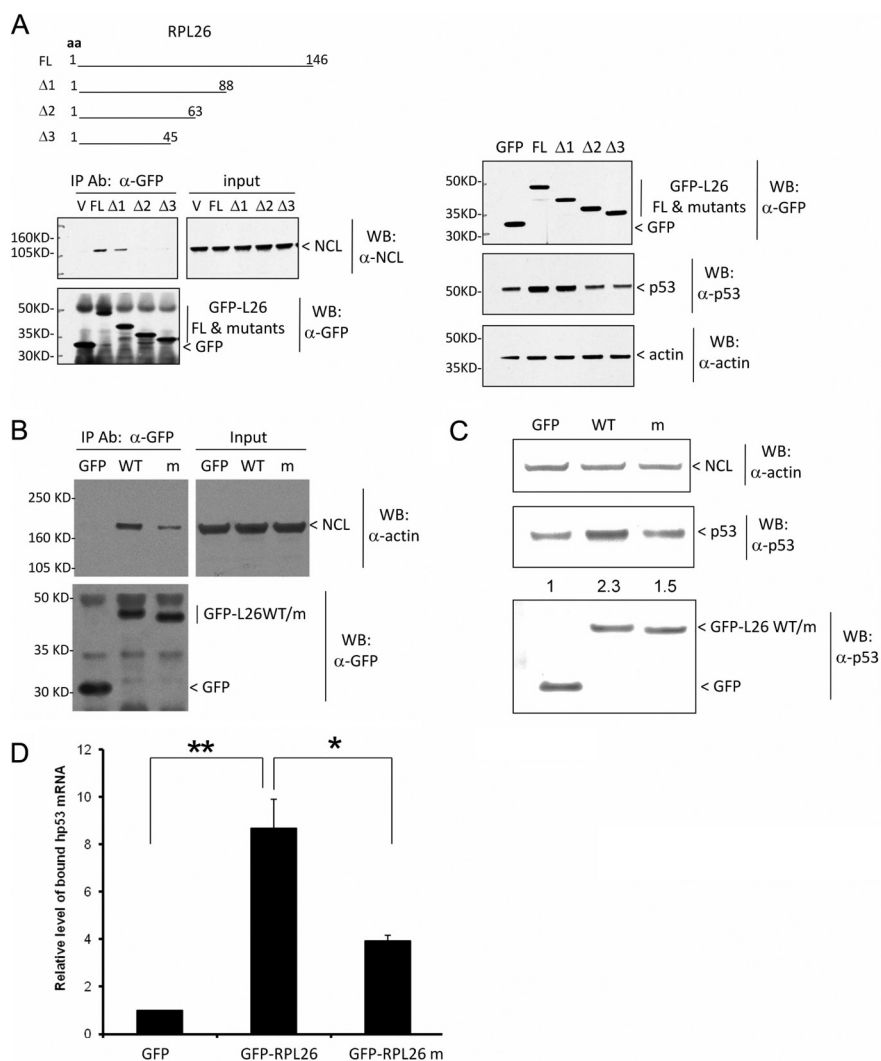 A
RPL26
aa
FL 1 146
Δ1 1 88
Δ2 1 63
Δ3 1 45
IP Ab: α-GFP input
V FL Δ1 Δ2 Δ3 V FL Δ1 Δ2 Δ3
160KD-
105KD-
< NCL
WB:
α-NCL
50KD-
35KD-
30KD-
GFP-L26
FL & mutants
< GFP
WB:
α-GFP
GFP FL Δ1 Δ2 Δ3
50KD-
35KD-
30KD-
GFP-L26
FL & mutants
< GFP
WB:
α-GFP
50KD-
< p53
WB:
α-p53
50KD-
35KD-
< actin
WB:
α-actin
B
IP Ab: α-GFP Input
GFP WT m GFP WT m
250 KD-
160 KD-
105 KD-
< NCL
WB:
α-actin
50 KD-
35 KD-
30 KD-
GFP-L26WT/m
< GFP
WB:
α-GFP
C
GFP WT m
< NCL
WB:
α-actin
< p53
WB:
α-p53
1 2.3 1.5
< GFP-L26 WT/m
< GFP
WB:
α-p53
D
Relative level of bound hp53 mRNA
12
10
8
6
4
2
0
** *
GFP GFP-RPL26 GFP-RPL26 m